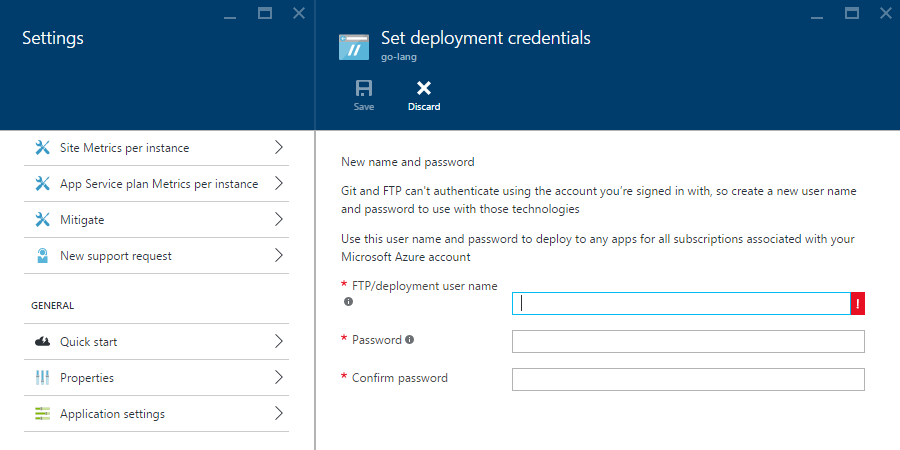 Settings
Site Metrics per instance
App Service plan Metrics per instance
Mitigate
New support request
GENERAL
Quick start
Properties
Application settings
Set deployment credentials
go-lang
Save
Discard
New name and password
Git and FTP can't authenticate using the account you're signed in with, so create a new user name
and password to use with those technologies
Use this user name and password to deploy to any apps for all subscriptions associated with your
Microsoft Azure account
* FTP/deployment user name
!
* Password
* Confirm password